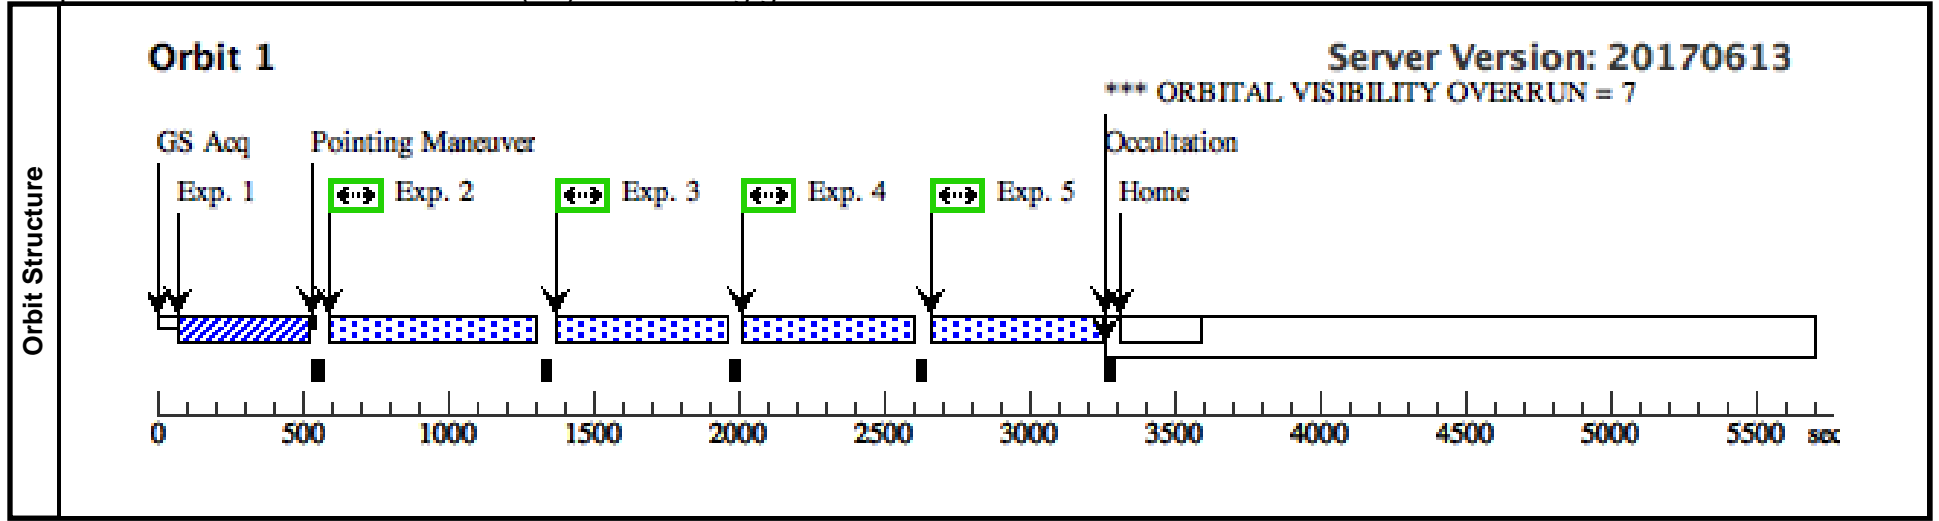 Orbit 1
Server Version: 20170613
*** ORBITAL VISIBILITY OVERRUN = 7
GS Acq
Pointing Maneuver
Occultation
Exp. 1
Exp. 2
Exp. 3
Exp. 4
Exp. 5
Home
Orbit Structure
0 500 1000 1500 2000 2500 3000 3500 4000 4500 5000 5500 sec